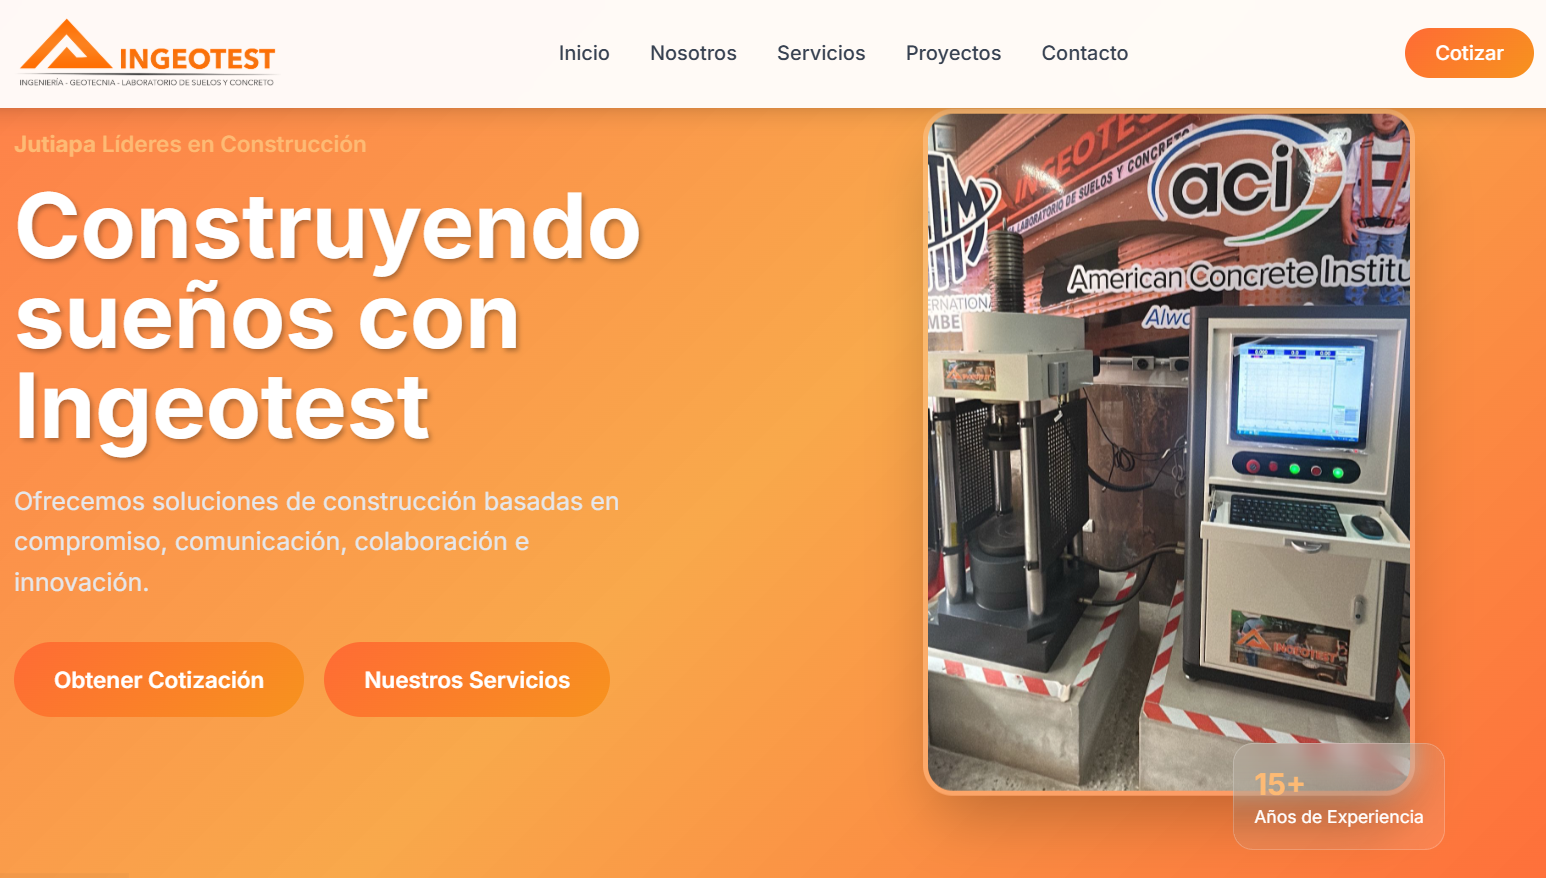 INGEOTEST
INGENIERÍA - GEOTECNIA - LABORATORIO DE SUELOS Y CONCRETO
Inicio
Nosotros
Servicios
Proyectos
Contacto
Cotizar
Jutiapa Líderes en Construcción
Construyendo
sueños con
Ingeotest
Ofrecemos soluciones de construcción basadas en
compromiso, comunicación, colaboración e
innovación.
Obtener Cotización
Nuestros Servicios
INGEOTEST
LABORATORIO DE SUELOS Y CONCRETO
aci
American Concrete Institu
Alwa
ERNATIONA
MBE
INGEOTEST
15+
Años de Experiencia